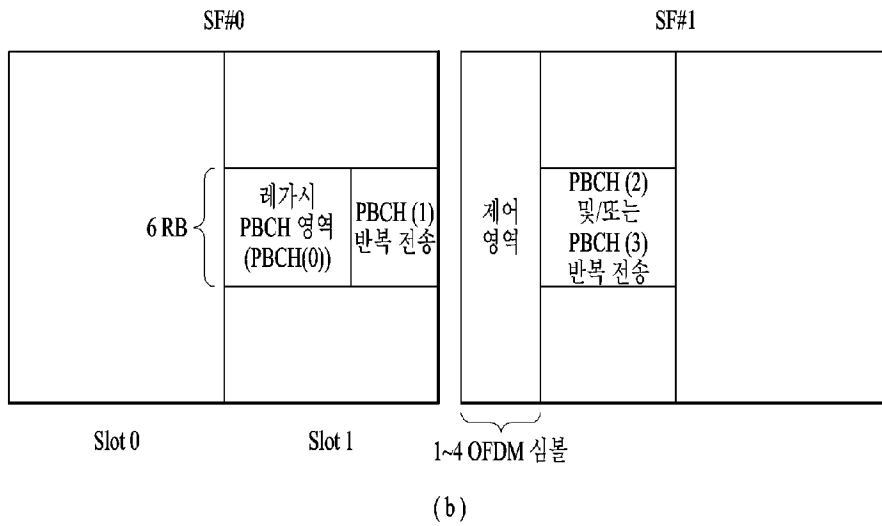 SF#0
SF#1
6 RB
레가시
PBCH 영역
(PBCH(0))
PBCH (1)
반복 전송
제어
영역
PBCH (2)
및/또는
PBCH (3)
반복 전송
Slot 0
Slot 1
1~4 OFDM 심볼
(b)